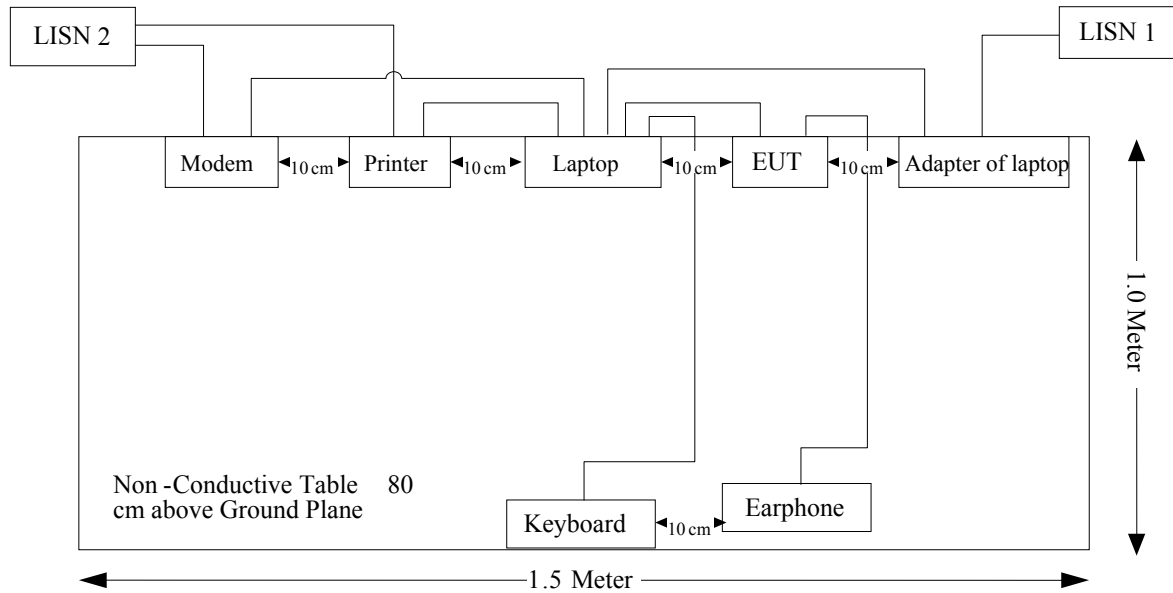 LISN 2
LISN 1
Modem
10 cm
Printer
10 cm
Laptop
10 cm
EUT
10 cm
Adapter of laptop
1.0 Meter
Non -Conductive Table 80
cm above Ground Plane
Keyboard
10 cm
Earphone
1.5 Meter